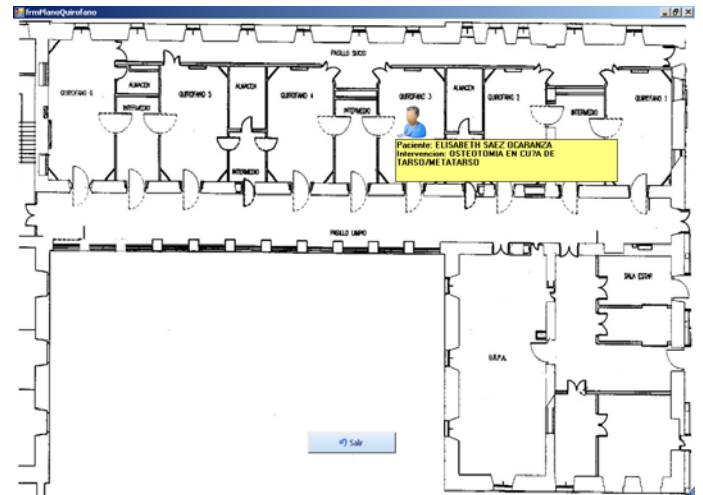 frmPlanoQuirofano
PASILLO SUCIO
QUIROFANO 6
ALMACEN
INTERMEDIO
QUIROFANO 5
ALMACEN
INTERMEDIO
QUIROFANO 4
INTERMEDIO
QUIROFANO 3
ALMACEN
QUIROFANO 2
INTERMEDIO
QUIROFANO 1
Paciente: ELISABETH SAEZ OCARANZA
Intervencion: OSTEOTOMIA EN CU?A DE
TARSO/METATARSO
PASILLO LIMPIO
SALA ESTAR
U.R.P.A.
Salir